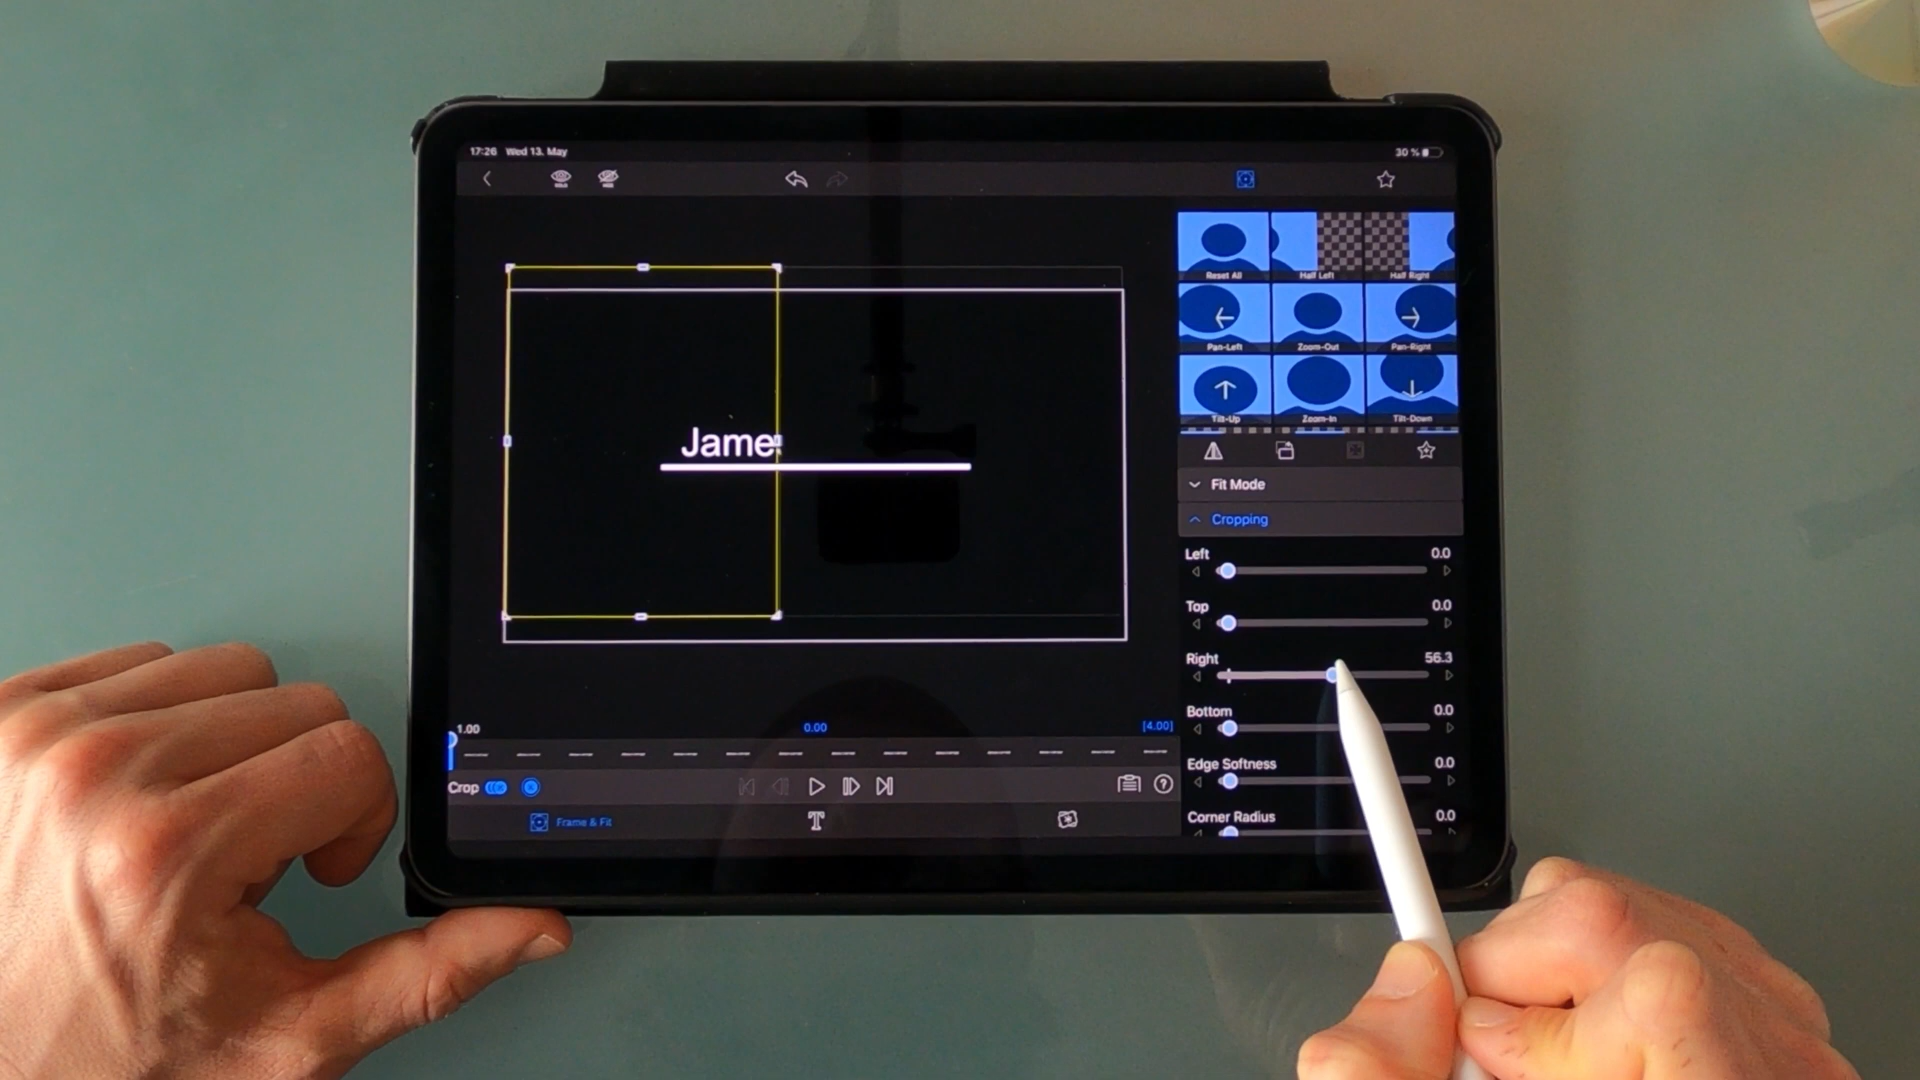 17:26 Wed 13. May
30 %
SOLO
HIDE
Reset All
Half Left
Half Right
Pan-Left
Zoom-Out
Pan-Right
Tilt-Up
Zoom-In
Tilt-Down
Jame
Fit Mode
Cropping
Left 0.0
Top 0.0
Right 56.3
Bottom 0.0
Edge Softness 0.0
Corner Radius 0.0
1.00
0.00
[4.00]
Crop
?
Frame & Fit
T